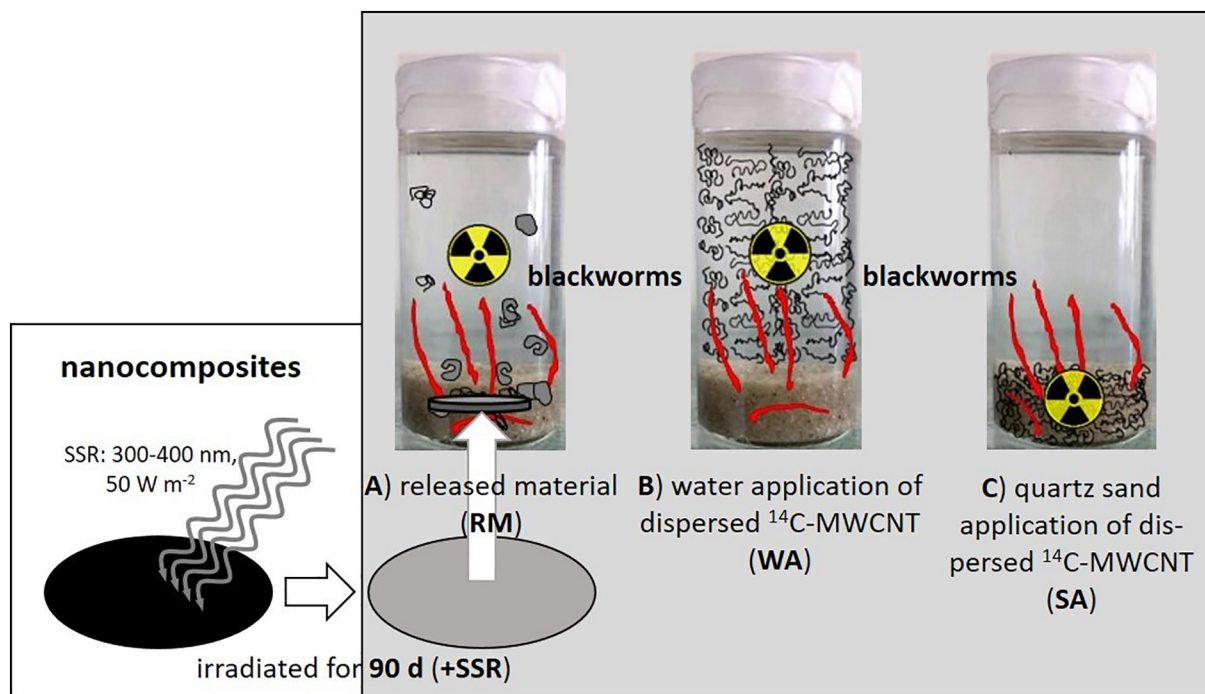 nanocomposites
SSR: 300-400 nm,
50 W m-2
irradiated for 90 d (+SSR)
blackworms
blackworms
A) released material
(RM)
B) water application of
dispersed 14C-MWCNT
(WA)
C) quartz sand
application of dis-
persed 14C-MWCNT
(SA)